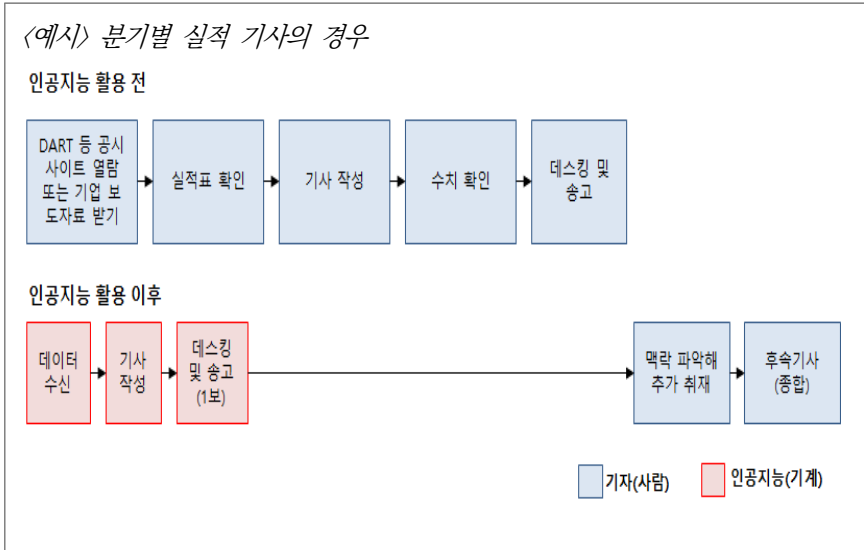 <예시> 분기별 실적 기사의 경우
인공지능 활용 전
DART 등 공시
사이트 열람
또는 기업 보
도자료 받기
실적표 확인
기사 작성
수치 확인
데스킹 및
송고
인공지능 활용 이후
데이터
수신
기사
작성
데스킹
및 송고
(1보)
맥락 파악해
추가 취재
후속기사
(종합)
기자(사람)
인공지능(기계)